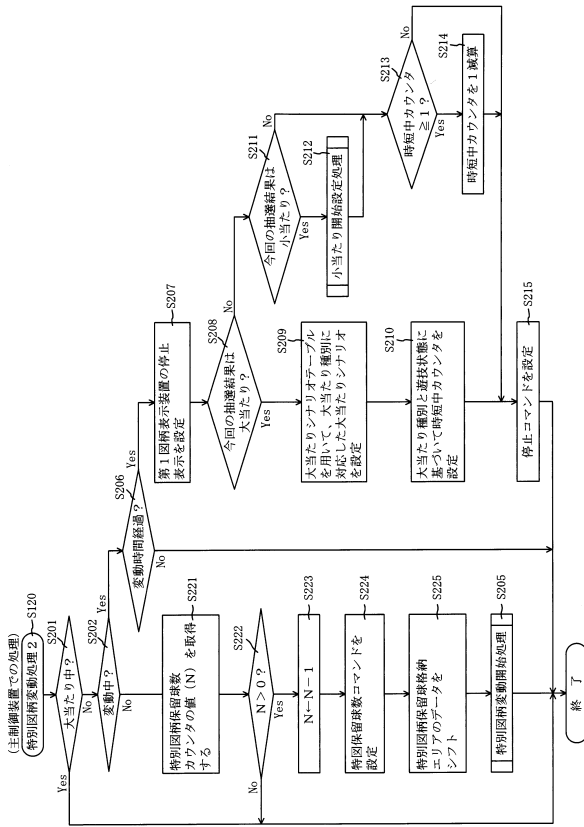 (主制御装置での処理)
特別図柄変動処理2
S120
大当たり中?
S201
Yes
No
変動中?
S202
Yes
No
特別図柄保留球数
カウンタの値(N)を取得
する
S221
N>0?
S222
Yes
No
N←N-1
S223
特図保留球数コマンドを
設定
S224
特別図柄保留球格納
エリアのデータを
シフト
S225
特別図柄変動開始処理
S205
変動時間経過?
S206
Yes
No
第1図柄表示装置の停止
表示を設定
S207
今回の抽選結果は
大当たり?
S208
Yes
No
大当たりシナリオテーブル
を用いて、大当たり種別に
対応した大当たりシナリオ
を設定
S209
大当たり種別と遊技状態に
基づいて時短中カウンタを
設定
S210
今回の抽選結果は
小当たり?
S211
Yes
No
小当たり開始設定処理
S212
時短中カウンタ
≧1?
S213
Yes
No
時短中カウンタを1減算
S214
停止コマンドを設定
S215
終了